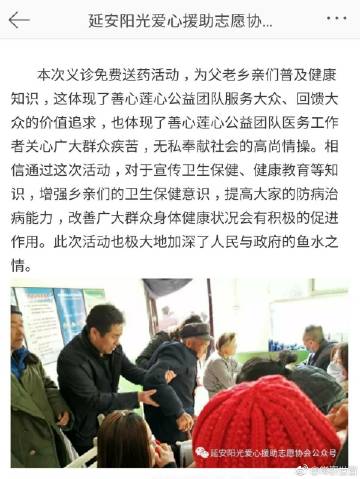 延安阳光爱心援助志愿协...
本次义诊免费送药活动，为父老乡亲们普及健康
知识，这体现了善心莲心公益团队服务大众、回馈大
众的价值追求，也体现了善心莲心公益团队医务工作
者关心广大群众疾苦，无私奉献社会的高尚情操。相
信通过这次活动，对于宣传卫生保健、健康教育等知
识，增强乡亲们的卫生保健意识，提高大家的防病治
病能力，改善广大群众身体健康状况会有积极的促进
作用。此次活动也极大地加深了人民与政府的鱼水之
情。
延安阳光爱心援助志愿协会公众号